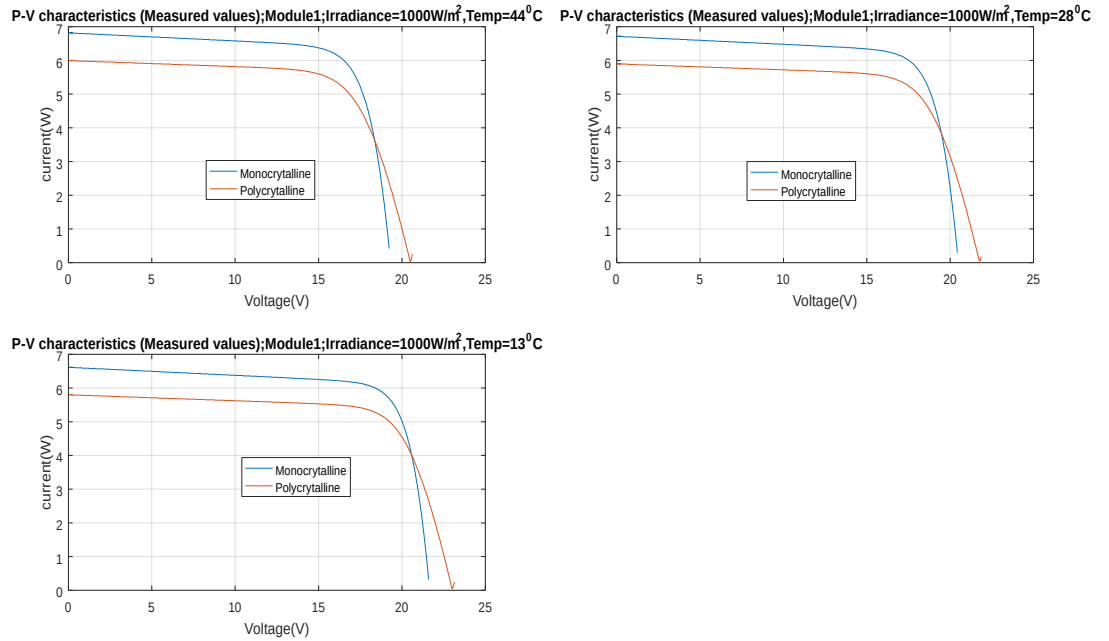 P-V characteristics (Measured values);Module1;Irradiance=1000W/m²,Temp=44⁰C
7
6
5
4
3
2
1
0
current(W)
Monocrytalline
Polycrytalline
0 5 10 15 20 25
Voltage(V)
P-V characteristics (Measured values);Module1;Irradiance=1000W/m²,Temp=28⁰C
7
6
5
4
3
2
1
0
current(W)
Monocrytalline
Polycrytalline
0 5 10 15 20 25
Voltage(V)
P-V characteristics (Measured values);Module1;Irradiance=1000W/m²,Temp=13⁰C
7
6
5
4
3
2
1
0
current(W)
Monocrytalline
Polycrytalline
0 5 10 15 20 25
Voltage(V)